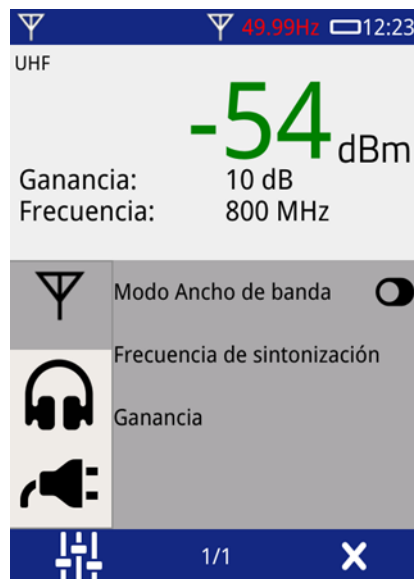 49.99Hz 12:23
UHF
-54 dBm
Ganancia: 10 dB
Frecuencia: 800 MHz
Modo Ancho de banda
Frecuencia de sintonización
Ganancia
1/1